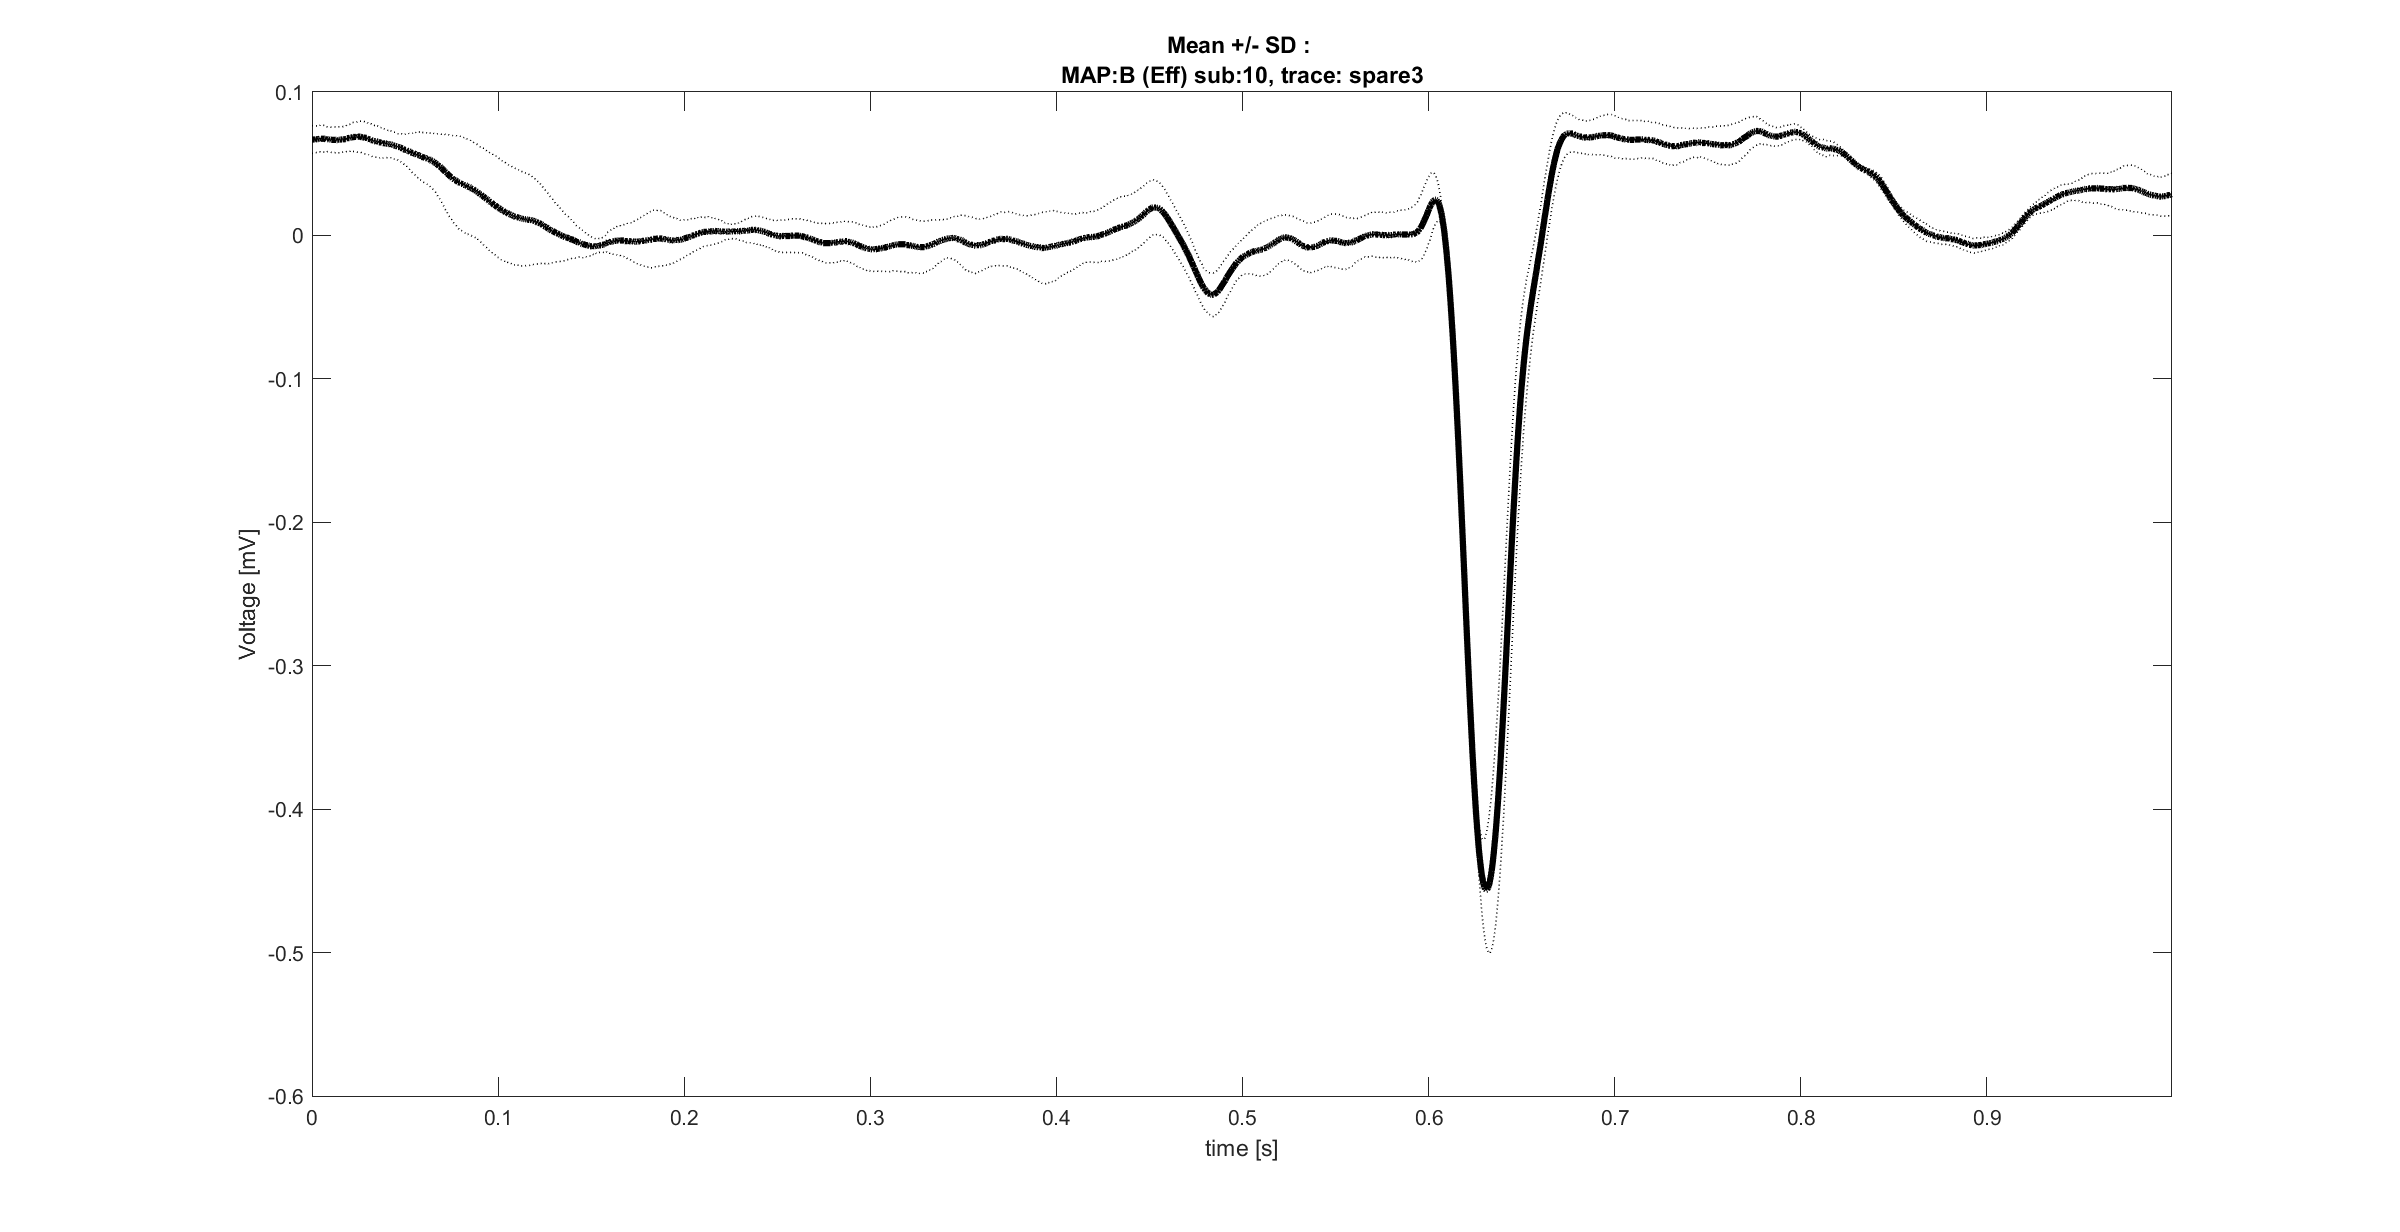 Mean +/- SD :
MAP:B (Eff) sub:10, trace: spare3
0.1
0
-0.1
-0.2
-0.3
-0.4
-0.5
-0.6
Voltage [mV]
0 0.1 0.2 0.3 0.4 0.5 0.6 0.7 0.8 0.9
time [s]